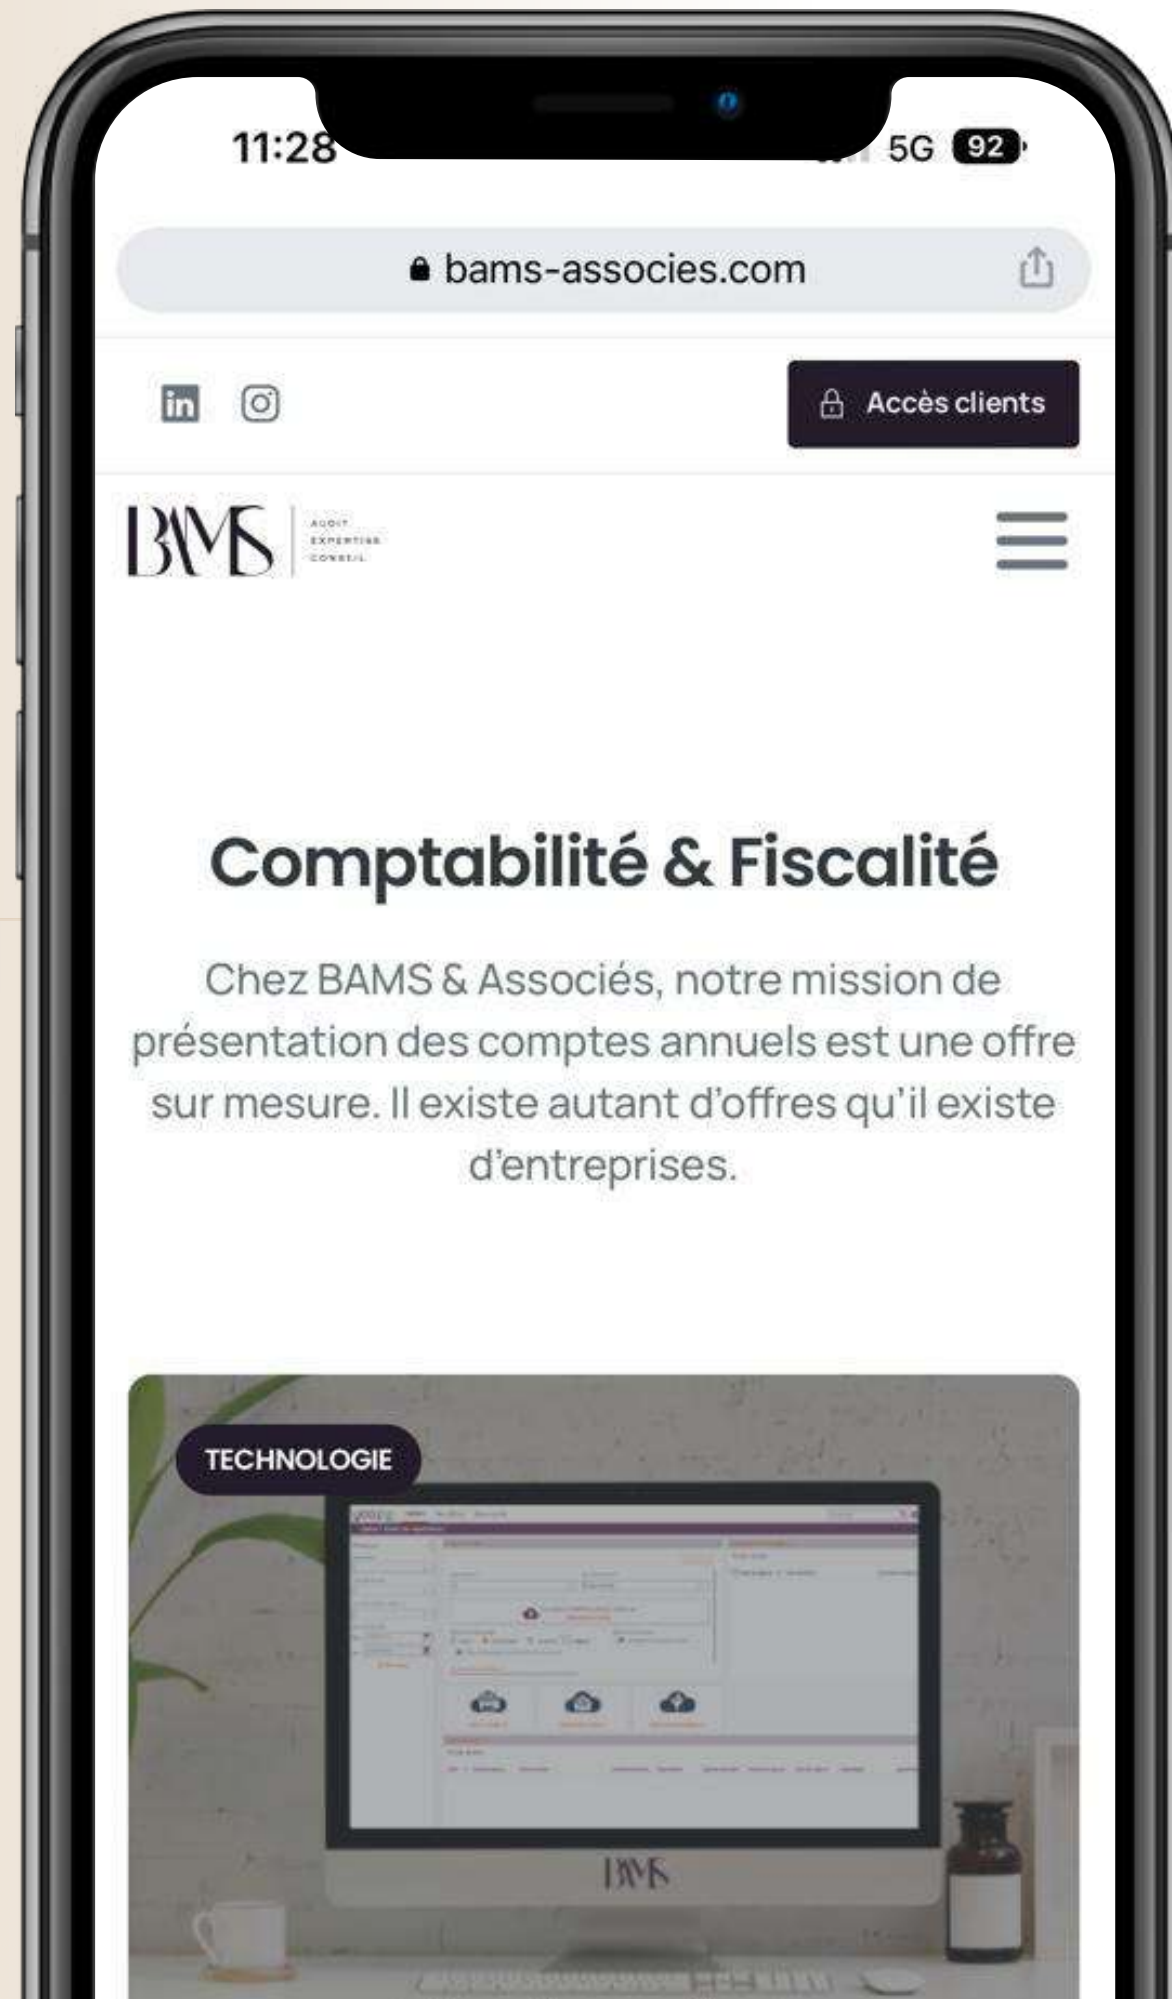 11:28
5G 92
bams-associes.com
in
Accès clients
BAMS
AUDIT
EXPERTISE
CONSEIL
Comptabilité & Fiscalité
Chez BAMS & Associés, notre mission de
présentation des comptes annuels est une offre
sur mesure. Il existe autant d’offres qu’il existe
d’entreprises.
TECHNOLOGIE
BAMS